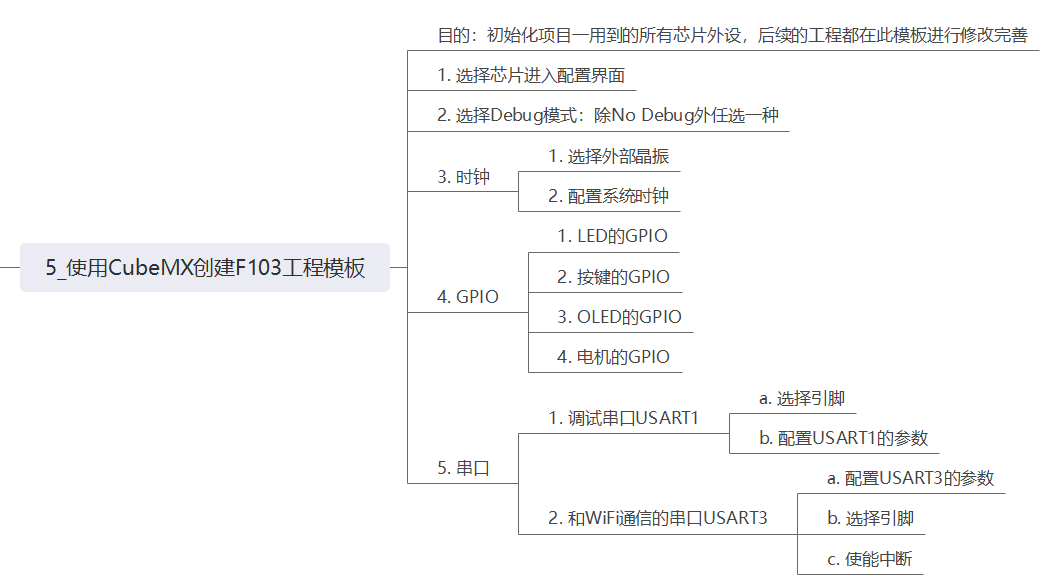 目的：初始化项目一用到的所有芯片外设，后续的工程都在此模板进行修改完善
1. 选择芯片进入配置界面
2. 选择Debug模式：除No Debug外任选一种
3. 时钟
1. 选择外部晶振
2. 配置系统时钟
5_使用CubeMX创建F103工程模板
4. GPIO
1. LED的GPIO
2. 按键的GPIO
3. OLED的GPIO
4. 电机的GPIO
5. 串口
1. 调试串口USART1
a. 选择引脚
b. 配置USART1的参数
2. 和WiFi通信的串口USART3
a. 配置USART3的参数
b. 选择引脚
c. 使能中断